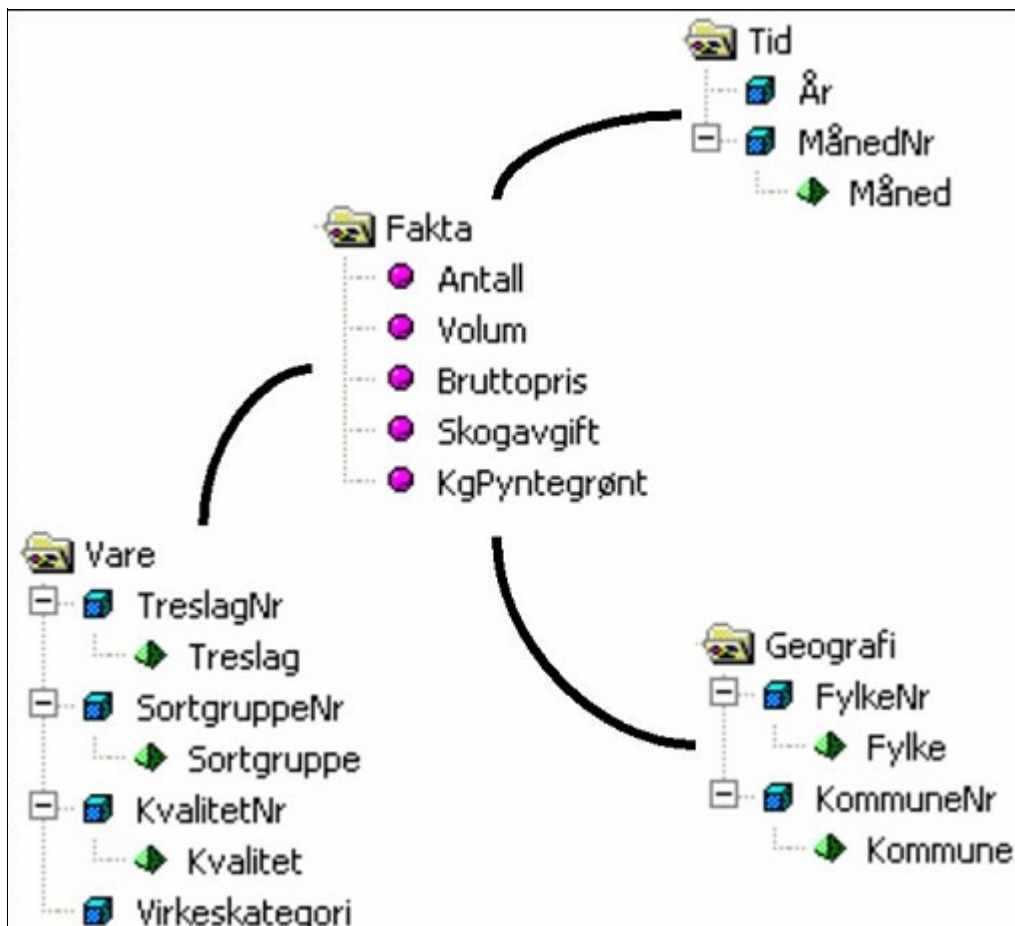 Tid
År
MånedNr
Måned
Fakta
Antall
Volum
Bruttopris
Skogavgift
KgPyntegrønt
Vare
TreslagNr
Treslag
SortgruppeNr
Sortgruppe
KvalitetNr
Kvalitet
Virkeskategori
Geografi
FylkeNr
Fylke
KommuneNr
Kommune